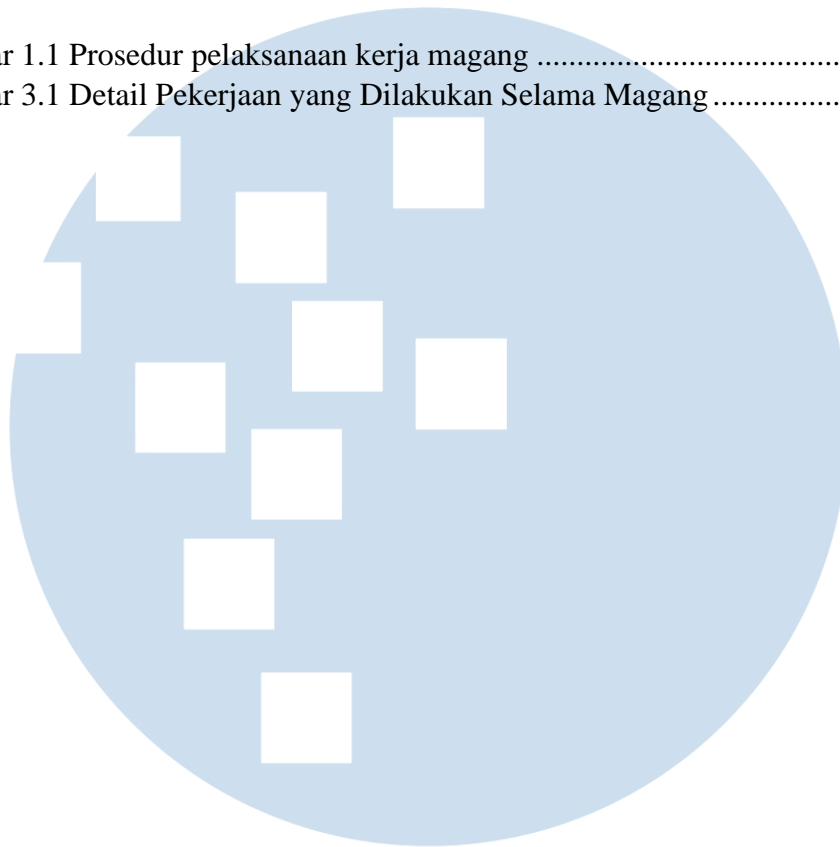 ar 1.1 Prosedur pelaksanaan kerja magang ......................................
ar 3.1 Detail Pekerjaan yang Dilakukan Selama Magang ................